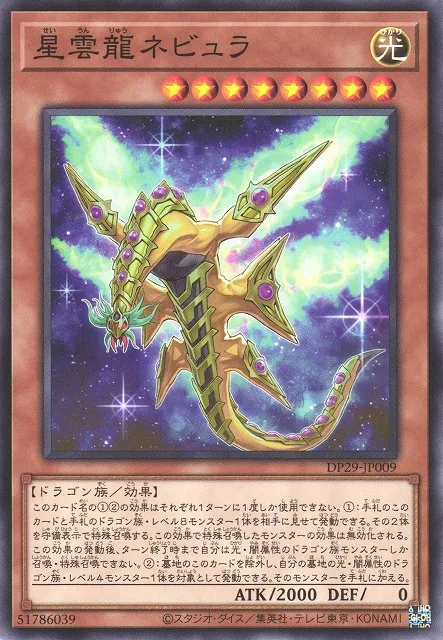 星雲龍ネビュラ
せい うん りゅう
光
ひかり
DP29-JP009
【ドラゴン族／効果】
このカード名の①②の効果はそれぞれ1ターンに1度しか使用できない。①：手札のこの
カードと手札のドラゴン族・レベル8モンスター1体を相手に見せて発動できる。その2体
を守備表示で特殊召喚する。この効果で特殊召喚したモンスターの効果は無効化される。
この効果の発動後、ターン終了時まで自分は光・闇属性のドラゴン族モンスターしか
召喚・特殊召喚できない。②：墓地のこのカードを除外し、自分の墓地の光・闇属性のドラ
ゴン族・レベル4モンスター1体を対象として発動できる。そのモンスターを手札に加える。
ATK/2000 DEF/ 0
51786039
©スタジオ・ダイス／集英社・テレビ東京・KONAMI